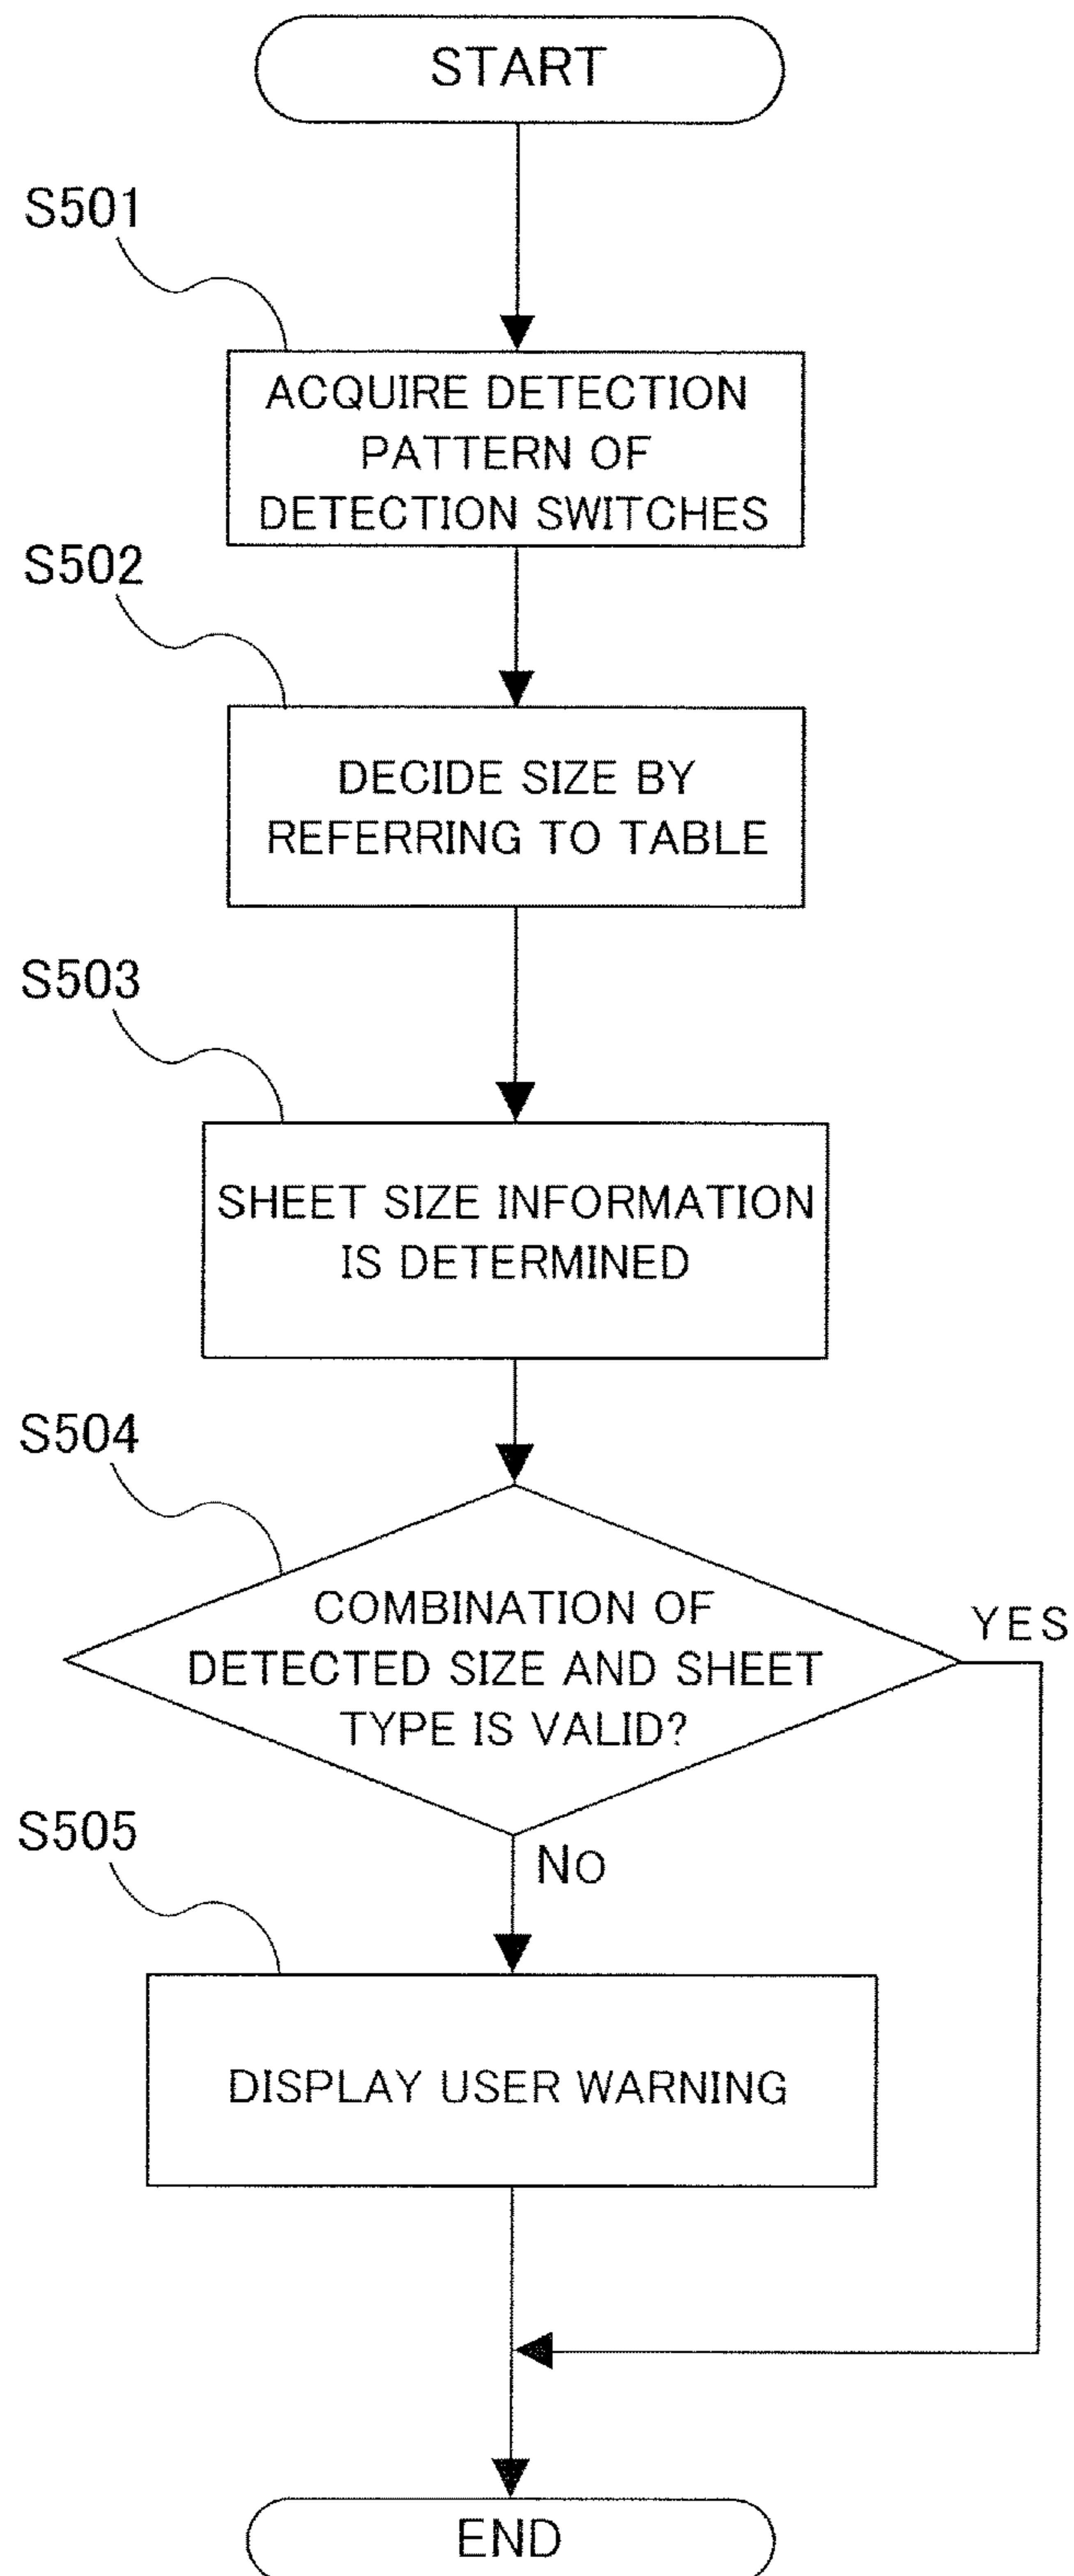 START
S501
ACQUIRE DETECTION
PATTERN OF
DETECTION SWITCHES
S502
DECIDE SIZE BY
REFERRING TO TABLE
S503
SHEET SIZE INFORMATION
IS DETERMINED
S504
COMBINATION OF
DETECTED SIZE AND SHEET
TYPE IS VALID?
YES
No
S505
DISPLAY USER WARNING
END